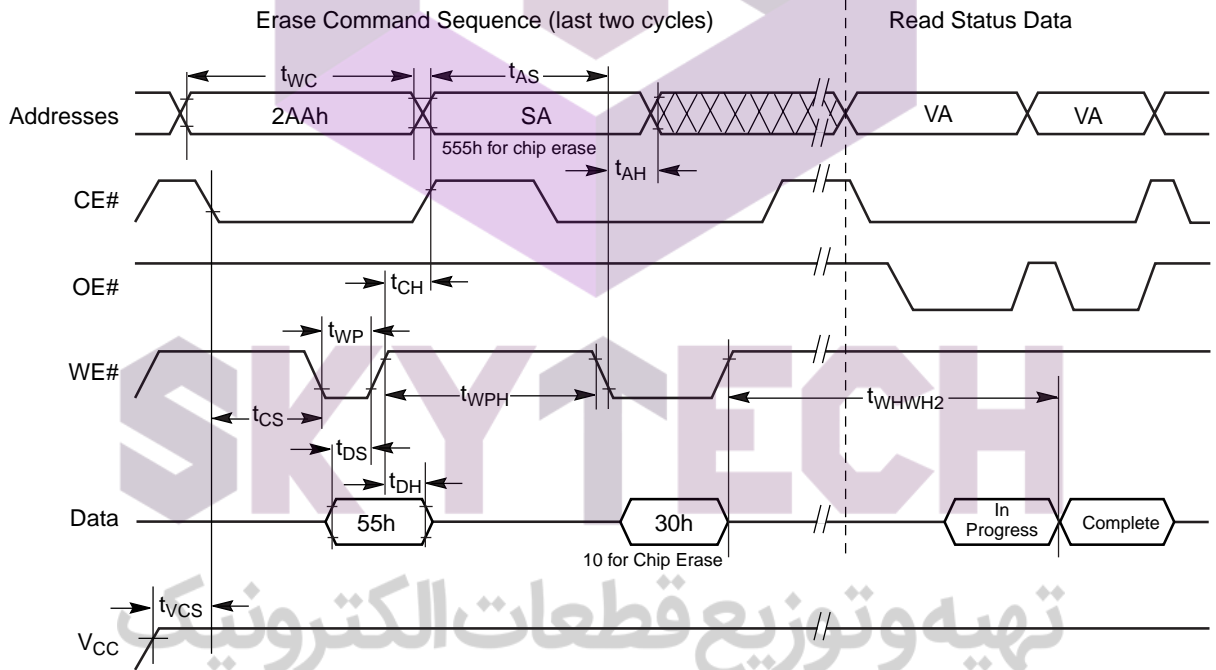 Erase Command Sequence (last two cycles) Read Status Data
tWC tAS
Addresses 2AAh SA VA VA
555h for chip erase
tAH
CE#
OE#
tCH
tWP
WE#
tWPH tWHWH2
tCS
tDS
tDH
Data 55h 30h In Progress Complete
10 for Chip Erase
tVCS
VCC
SKYTECH
تهیه و توزیع قطعات الکترونیک